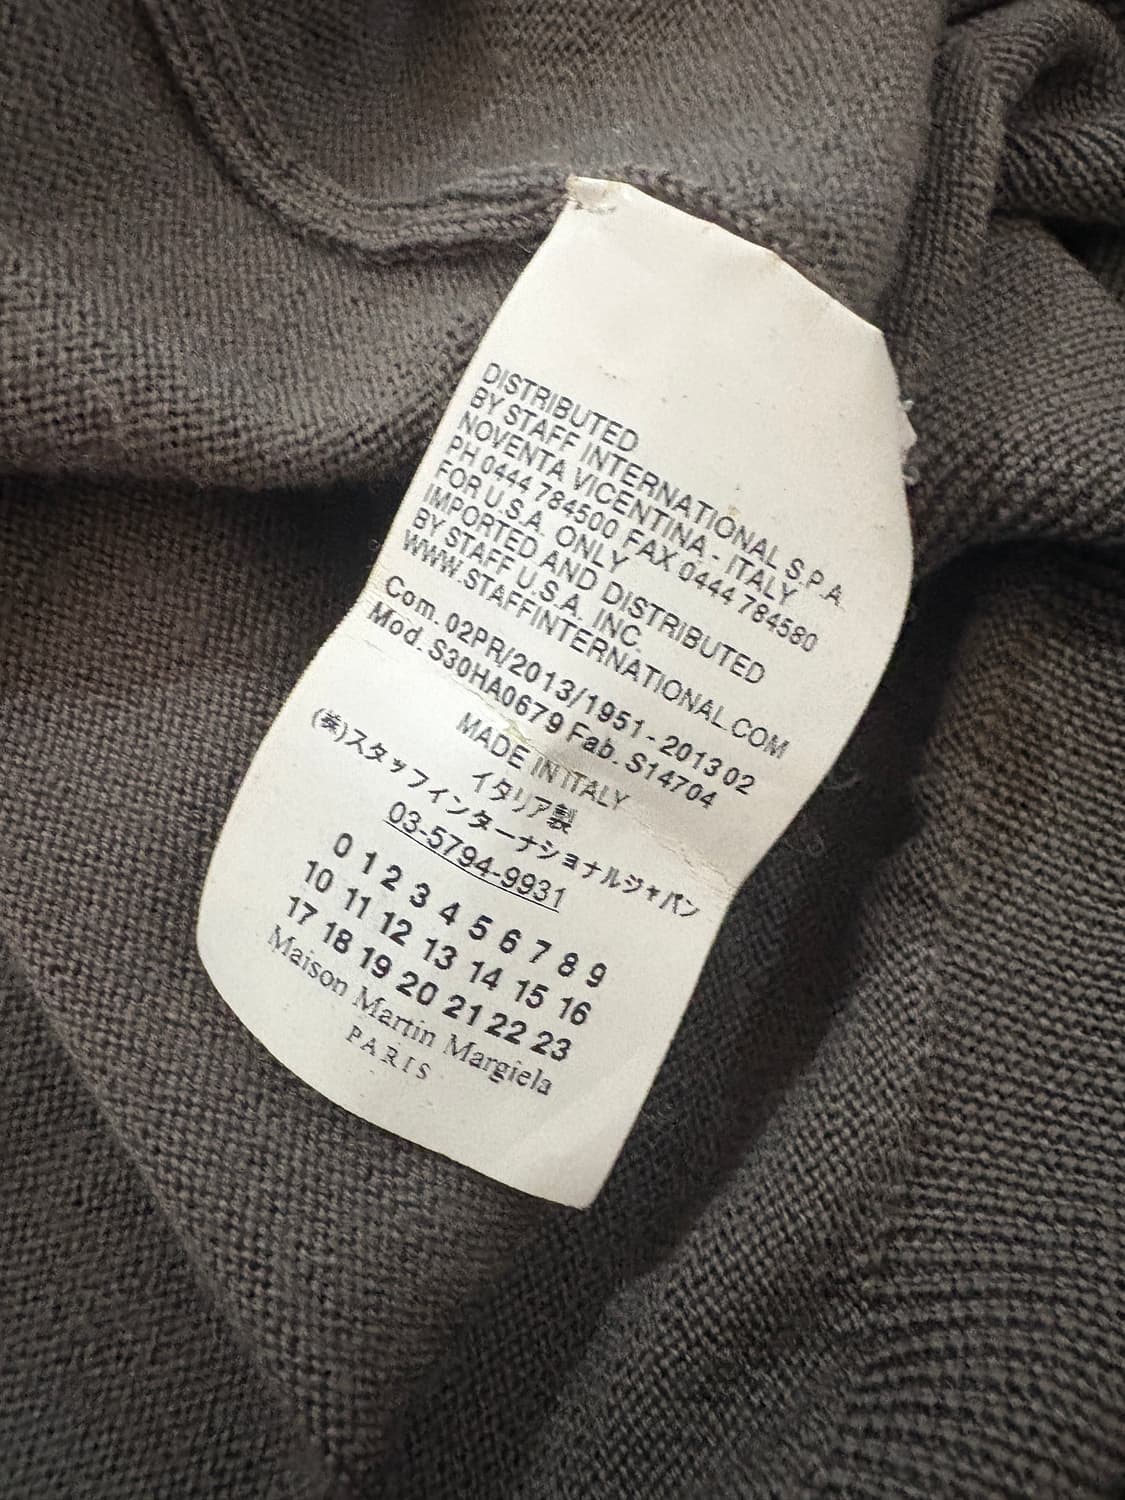 DISTRIBUTED
BY STAFF INTERNATIONAL S.P.A.
NOVENTA VICENTINA - ITALY
PH 0444 784500 FAX 0444 784580
FOR U.S.A. ONLY
IMPORTED AND DISTRIBUTED
BY STAFF U.S.A. INC.
WWW.STAFFINTERNATIONAL.COM
Com. 02PR/2013/1951 - 2013 02
Mod. S30HA0679 Fab. S14704
MADE IN ITALY
イタリア製
(株)スタッフインターナショナルジャパン
03-5794-9931
0 1 2 3 4 5 6 7 8 9
10 11 12 13 14 15 16
17 18 19 20 21 22 23
Maison Martin Margiela
PARIS